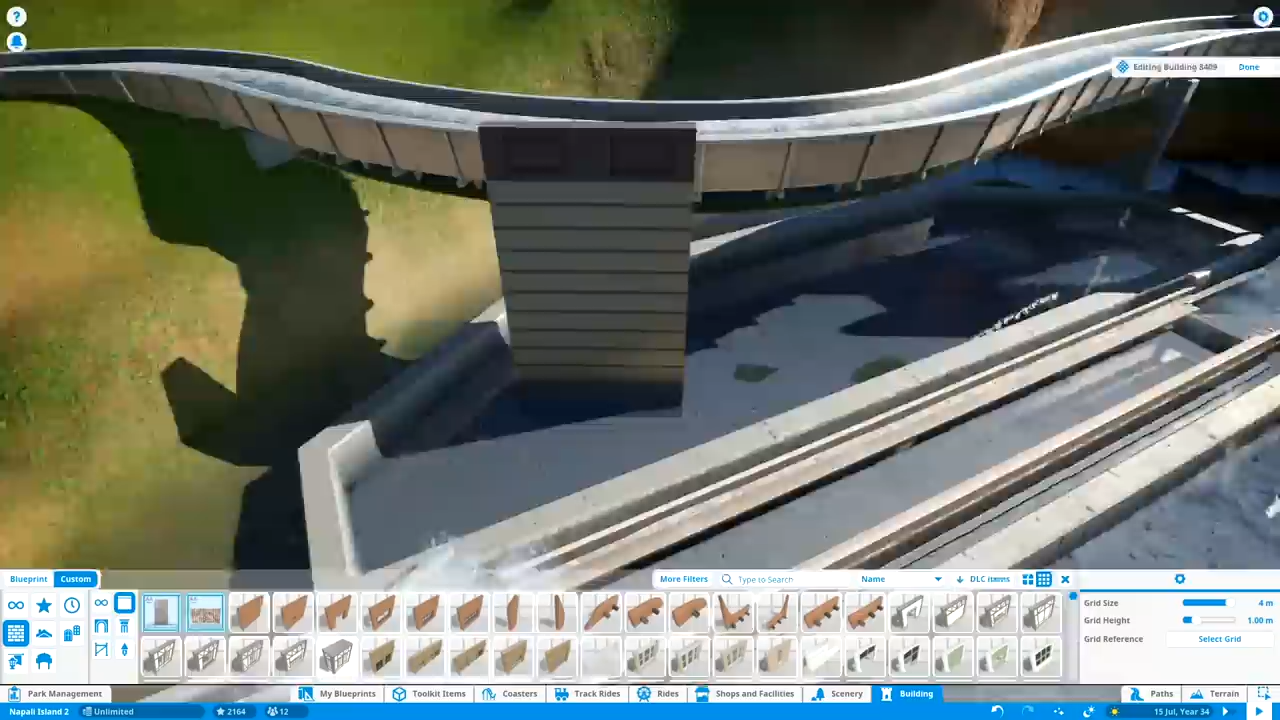 ?
Editing Building 8409 Done
Blueprint Custom More Filters Type to Search Name DLC items
Grid Size 4 m
Grid Height 1.00 m
Grid Reference Select Grid
Park Management My Blueprints Toolkit Items Coasters Track Rides Rides Shops and Facilities Scenery Building Paths Terrain
Napali Island 2 Unlimited 2164 12 15 Jul, Year 34